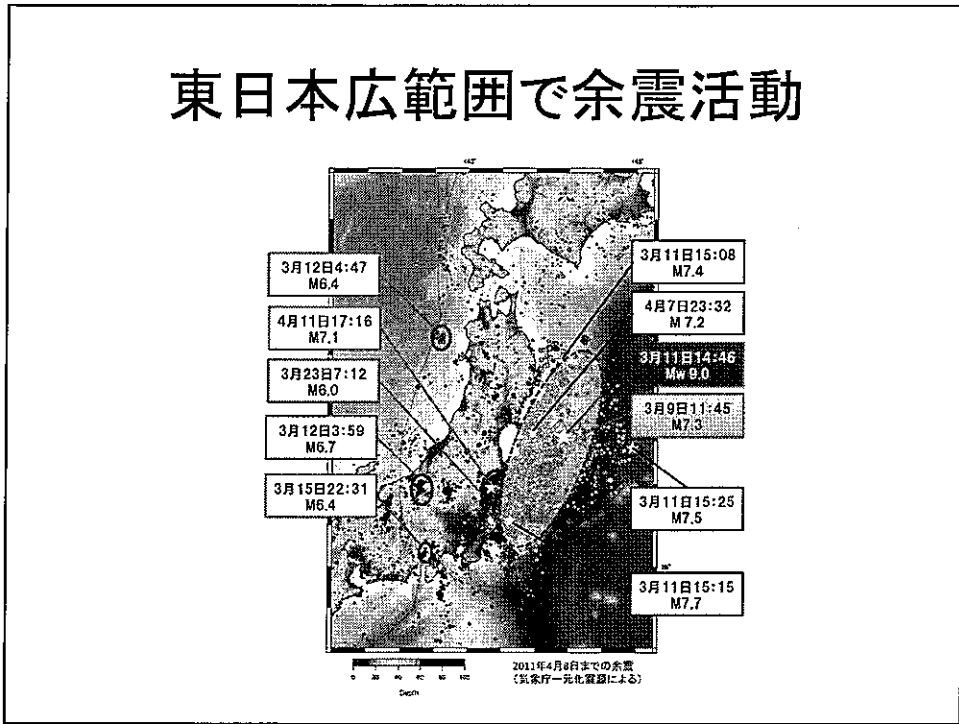 東日本広範囲で余震活動
3月12日4:47
M6.4
4月11日17:16
M7.1
3月23日7:12
M6.0
3月12日3:59
M6.7
3月15日22:31
M6.4
3月11日15:08
M7.4
4月7日23:32
M 7.2
3月11日14:46
Mw 9.0
3月9日11:45
M7.3
3月11日15:25
M7.5
3月11日15:15
M7.7
Depth
2011年4月8日までの余震
(気象庁一元化震源による)